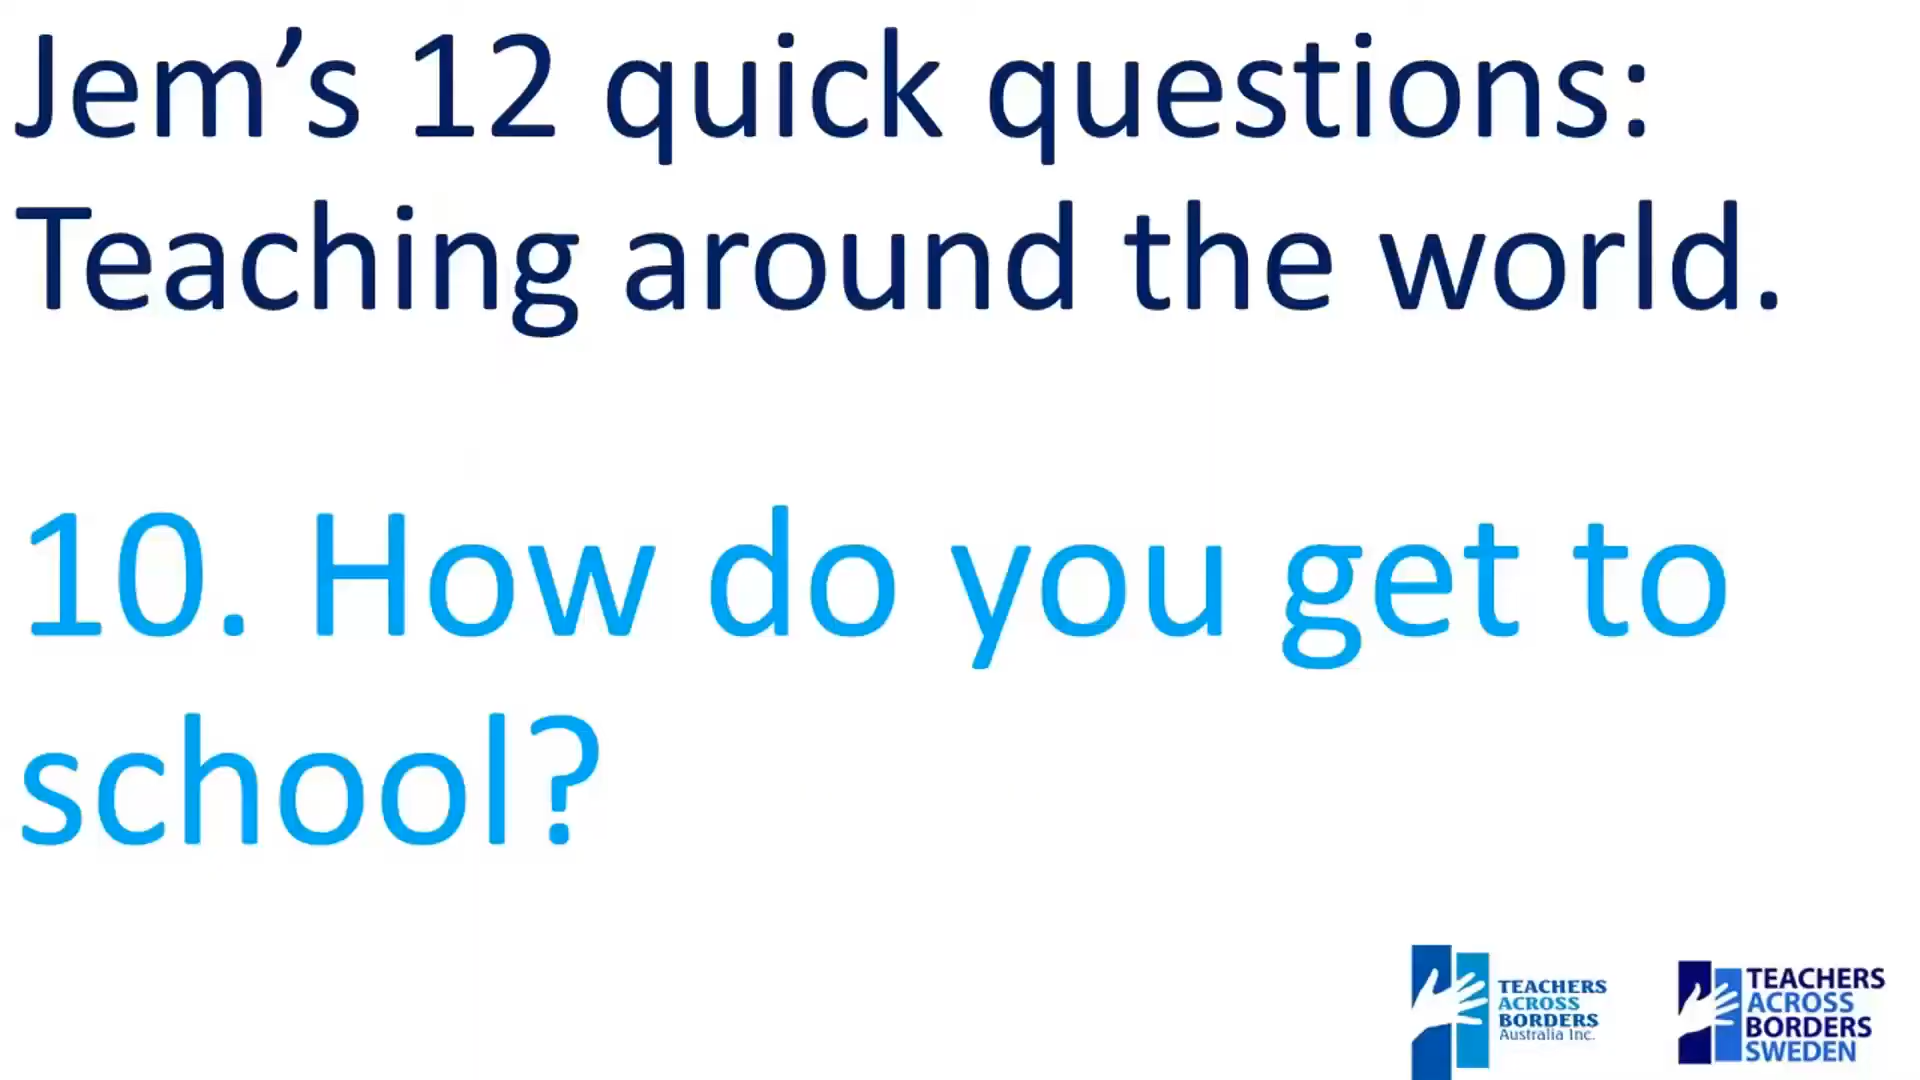 Jem’s 12 quick questions:
Teaching around the world.
10. How do you get to
school?
TEACHERS
ACROSS
BORDERS
Australia Inc.
TEACHERS
ACROSS
BORDERS
SWEDEN